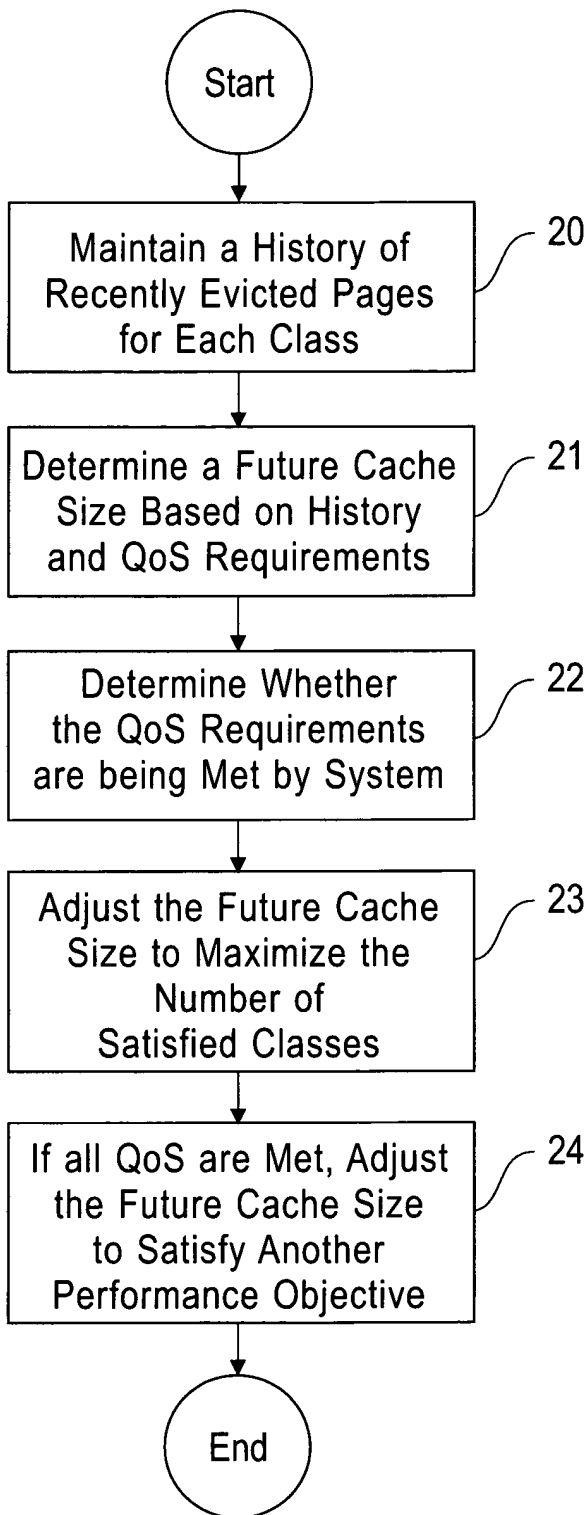 Start
Maintain a History of
Recently Evicted Pages
for Each Class
20
Determine a Future Cache
Size Based on History
and QoS Requirements
21
Determine Whether
the QoS Requirements
are being Met by System
22
Adjust the Future Cache
Size to Maximize the
Number of
Satisfied Classes
23
If all QoS are Met, Adjust
the Future Cache Size
to Satisfy Another
Performance Objective
24
End